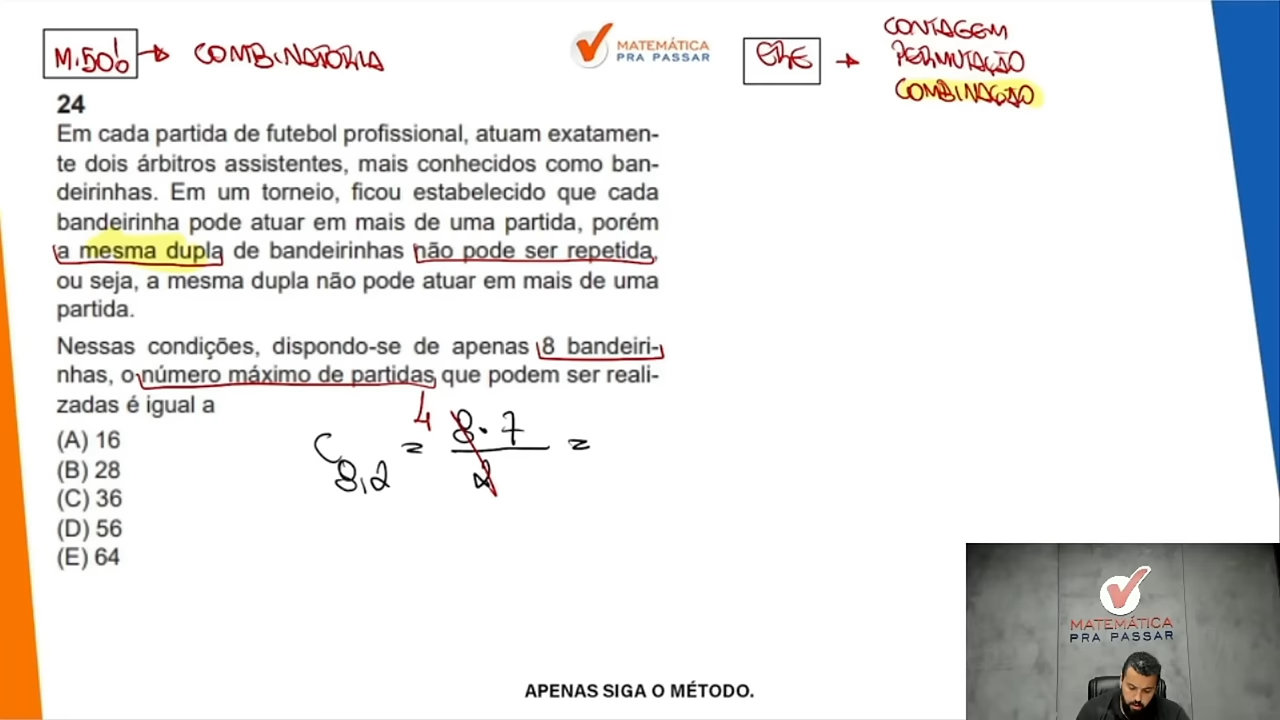 M.50! → COMBINATORIA
MATEMÁTICA
PRA PASSAR
→ CONTAGEM
PERMUTAÇÃO
COMBINAÇÃO
24
Em cada partida de futebol profissional, atuam exatamen-
te dois árbitros assistentes, mais conhecidos como ban-
deirinhas. Em um torneio, ficou estabelecido que cada
bandeirinha pode atuar em mais de uma partida, porém
a mesma dupla de bandeirinhas não pode ser repetida,
ou seja, a mesma dupla não pode atuar em mais de uma
partida.
Nessas condições, dispondo-se de apenas 8 bandeiri-
nhas, o número máximo de partidas que podem ser reali-
zadas é igual a
(A) 16
(B) 28
(C) 36
(D) 56
(E) 64
4
C8,2 = 8.7 =
2
MATEMÁTICA
PRA PASSAR
APENAS SIGA O MÉTODO.